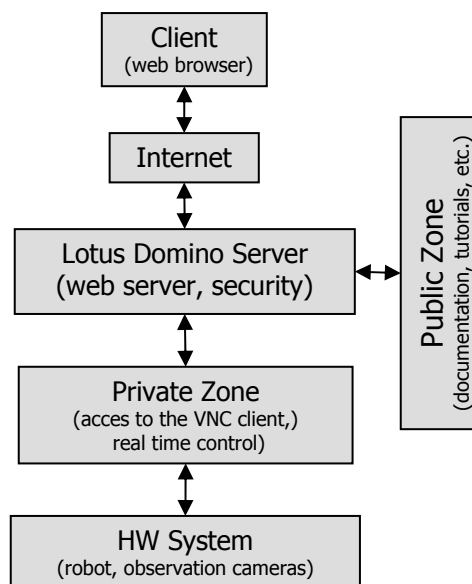 Client
(web browser)
Internet
Lotus Domino Server
(web server, security)
Public Zone
(documentation, tutorials, etc.)
Private Zone
(acces to the VNC client,)
real time control)
HW System
(robot, observation cameras)